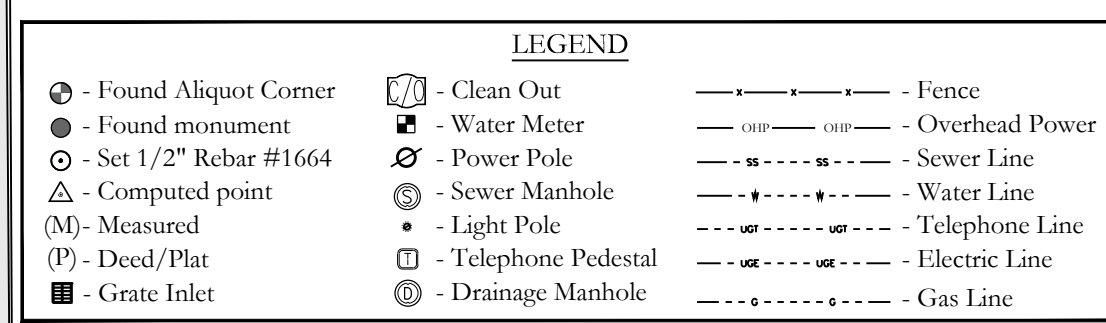 LEGEND
- Found Aliquot Corner
- Found monument
- Set 1/2" Rebar #1664
- Computed point
(M)- Measured
(P) - Deed/Plat
- Grate Inlet
C/O - Clean Out
- Water Meter
- Power Pole
S - Sewer Manhole
- Light Pole
T - Telephone Pedestal
D - Drainage Manhole
x x x - Fence
OHP OHP - Overhead Power
SS SS - Sewer Line
W W - Water Line
UGT UGT - Telephone Line
UGE UGE - Electric Line
G G - Gas Line